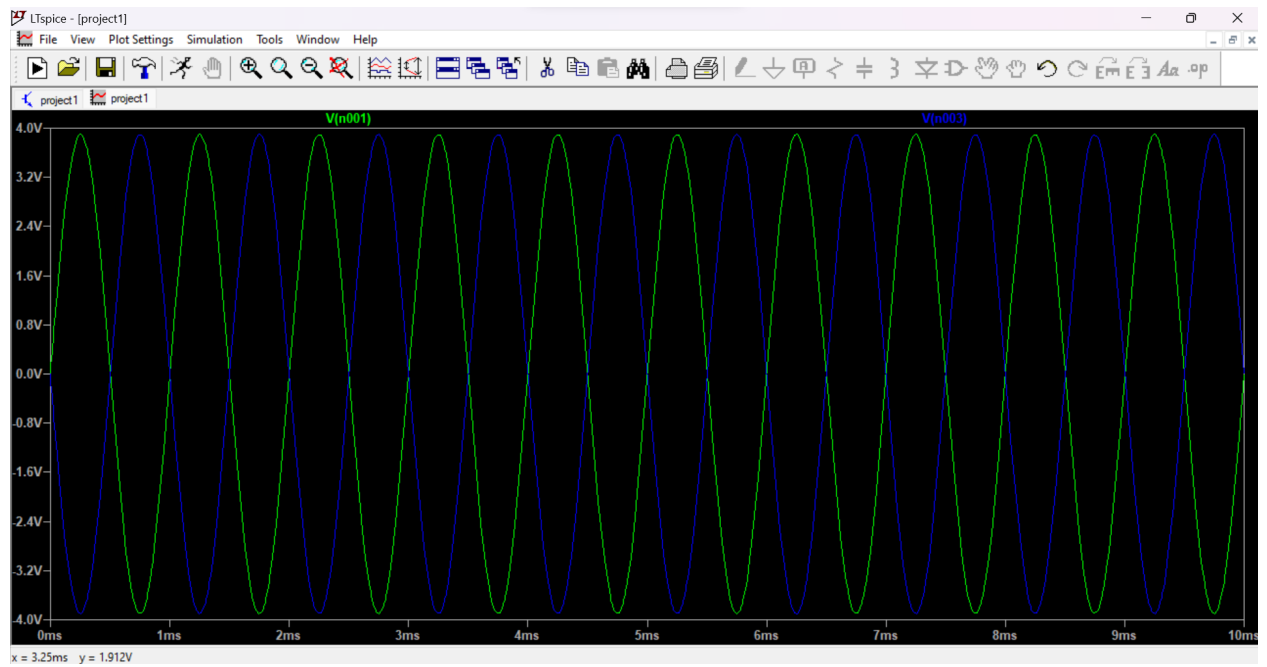 LTspice - [project1]
File View Plot Settings Simulation Tools Window Help
Aa .op
project1 project1
V(n001) V(n003)
4.0V
3.2V
2.4V
1.6V
0.8V
0.0V
-0.8V
-1.6V
-2.4V
-3.2V
-4.0V
0ms 1ms 2ms 3ms 4ms 5ms 6ms 7ms 8ms 9ms 10ms
x = 3.25ms y = 1.912V